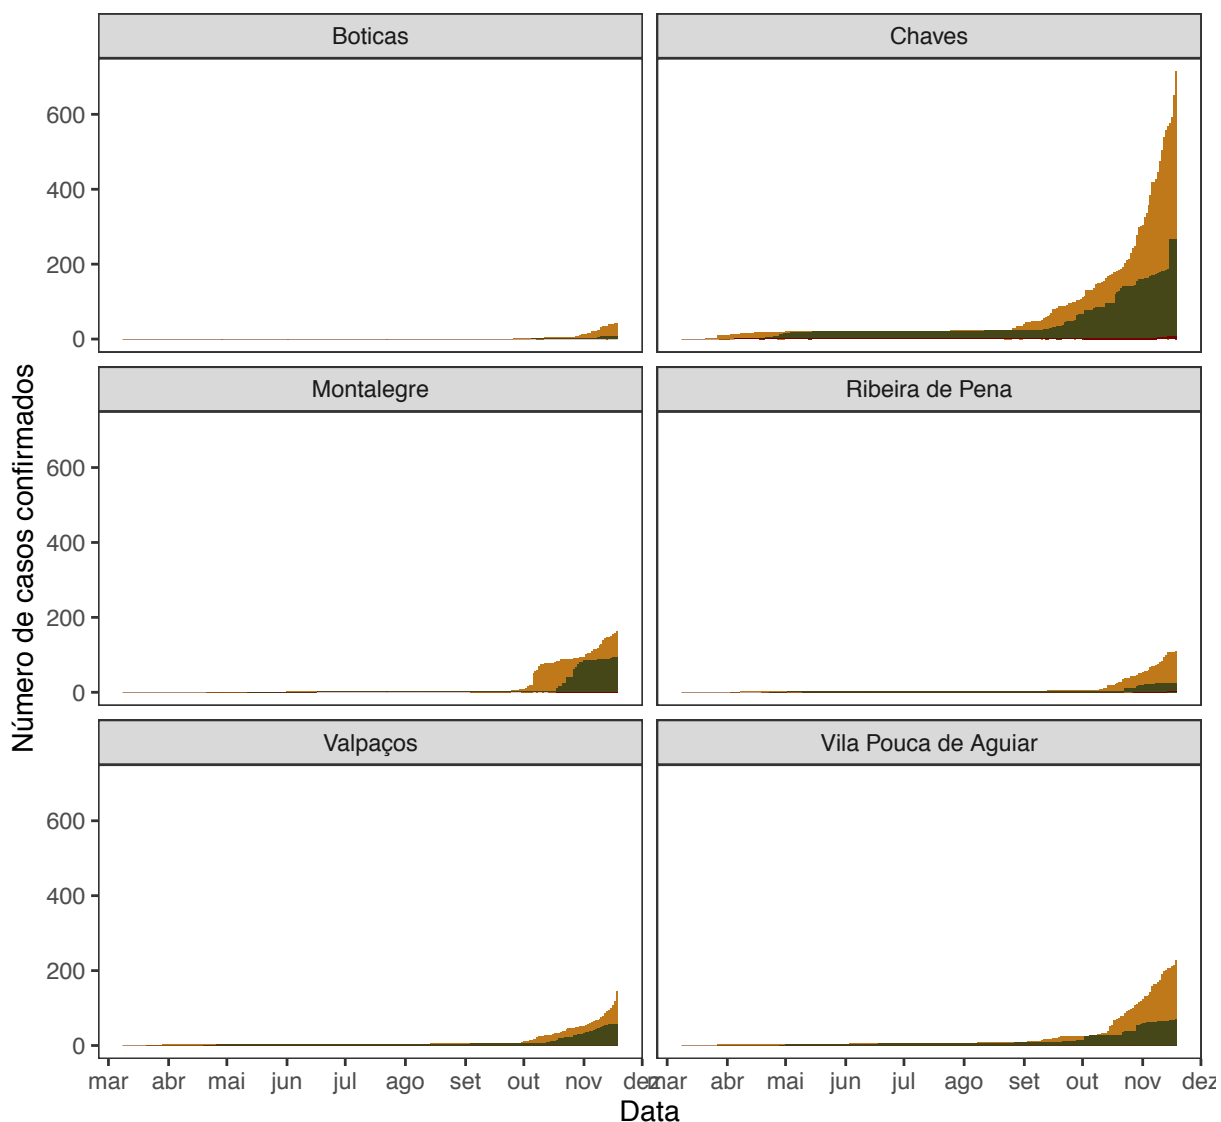 Boticas
Chaves
600
400
200
0
Montalegre
Ribeira de Pena
600
400
200
0
Valpaços
Vila Pouca de Aguiar
600
400
200
0
mar abr mai jun jul ago set out nov dez
mar abr mai jun jul ago set out nov dez
Data
Número de casos confirmados